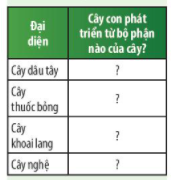 Đại
diện
Cây con phát
triển từ bộ phận
nào của cây?
Cây dâu tây
?
Cây
thuốc bỏng
?
Cây
khoai lang
?
Cây nghệ
?